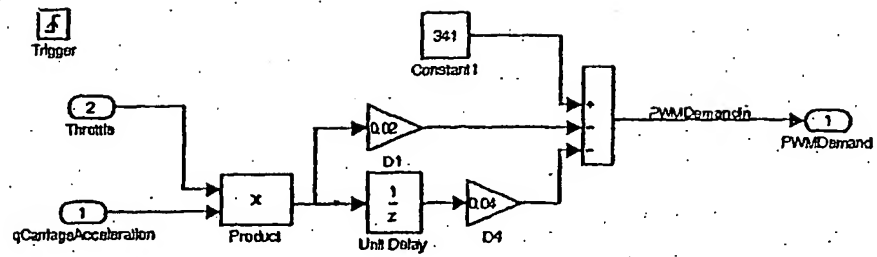 Trigger
341
Constant1
2
Throttle
0.02
D1
+
-
-
PWMDemandIn
1
PWMDemand
x
Product
1
z
Unit Delay
0.04
D4
1
qCarriageAcceleration